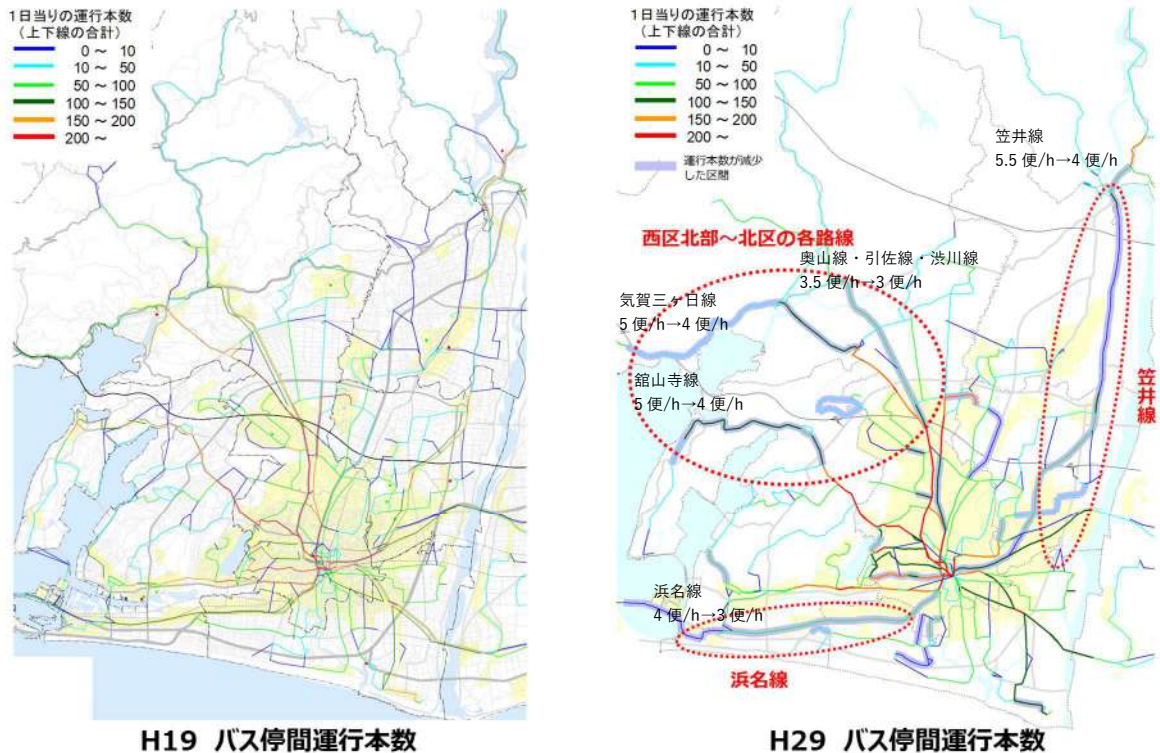 1日当りの運行本数
(上下線の合計)
0 ～ 10
10 ～ 50
50 ～ 100
100 ～ 150
150 ～ 200
200 ～
H19 バス停間運行本数
1日当りの運行本数
(上下線の合計)
0 ～ 10
10 ～ 50
50 ～ 100
100 ～ 150
150 ～ 200
200 ～
運行本数が減少
した区間
笠井線
5.5 便/h→4 便/h
西区北部～北区の各路線
奥山線・引佐線・渋川線
3.5 便/h→3 便/h
気賀三ヶ日線
5 便/h→4 便/h
舘山寺線
5 便/h→4 便/h
笠井線
浜名線
4 便/h→3 便/h
浜名線
H29 バス停間運行本数